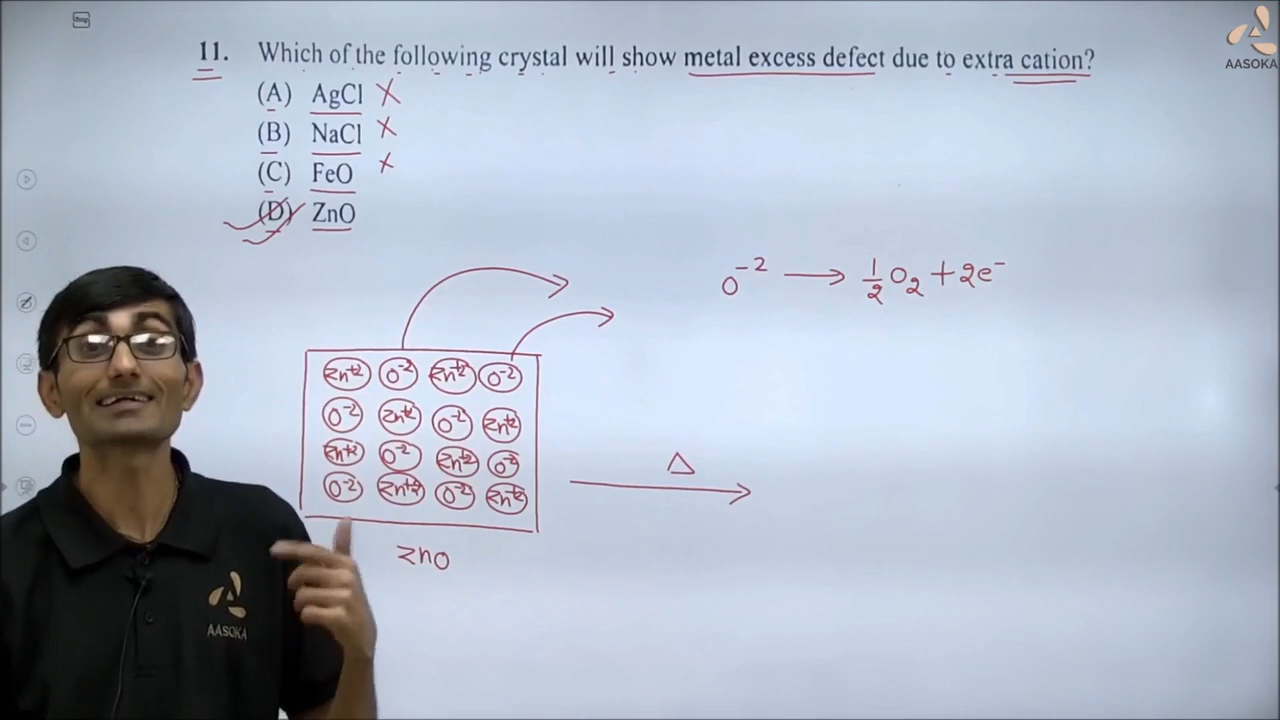 AASOKA
11. Which of the following crystal will show metal excess defect due to extra cation?
(A) AgCl ×
(B) NaCl ×
(C) FeO ×
(D) ZnO
O⁻² ⟶ ½ O₂ + 2e⁻
Zn⁺² O⁻² Zn⁺² O⁻²
O⁻² Zn⁺² O⁻² Zn⁺²
Zn⁺² O⁻² Zn⁺² O⁻²
O⁻² Zn⁺² O⁻² Zn⁺²
Δ
ZnO
AASOKA